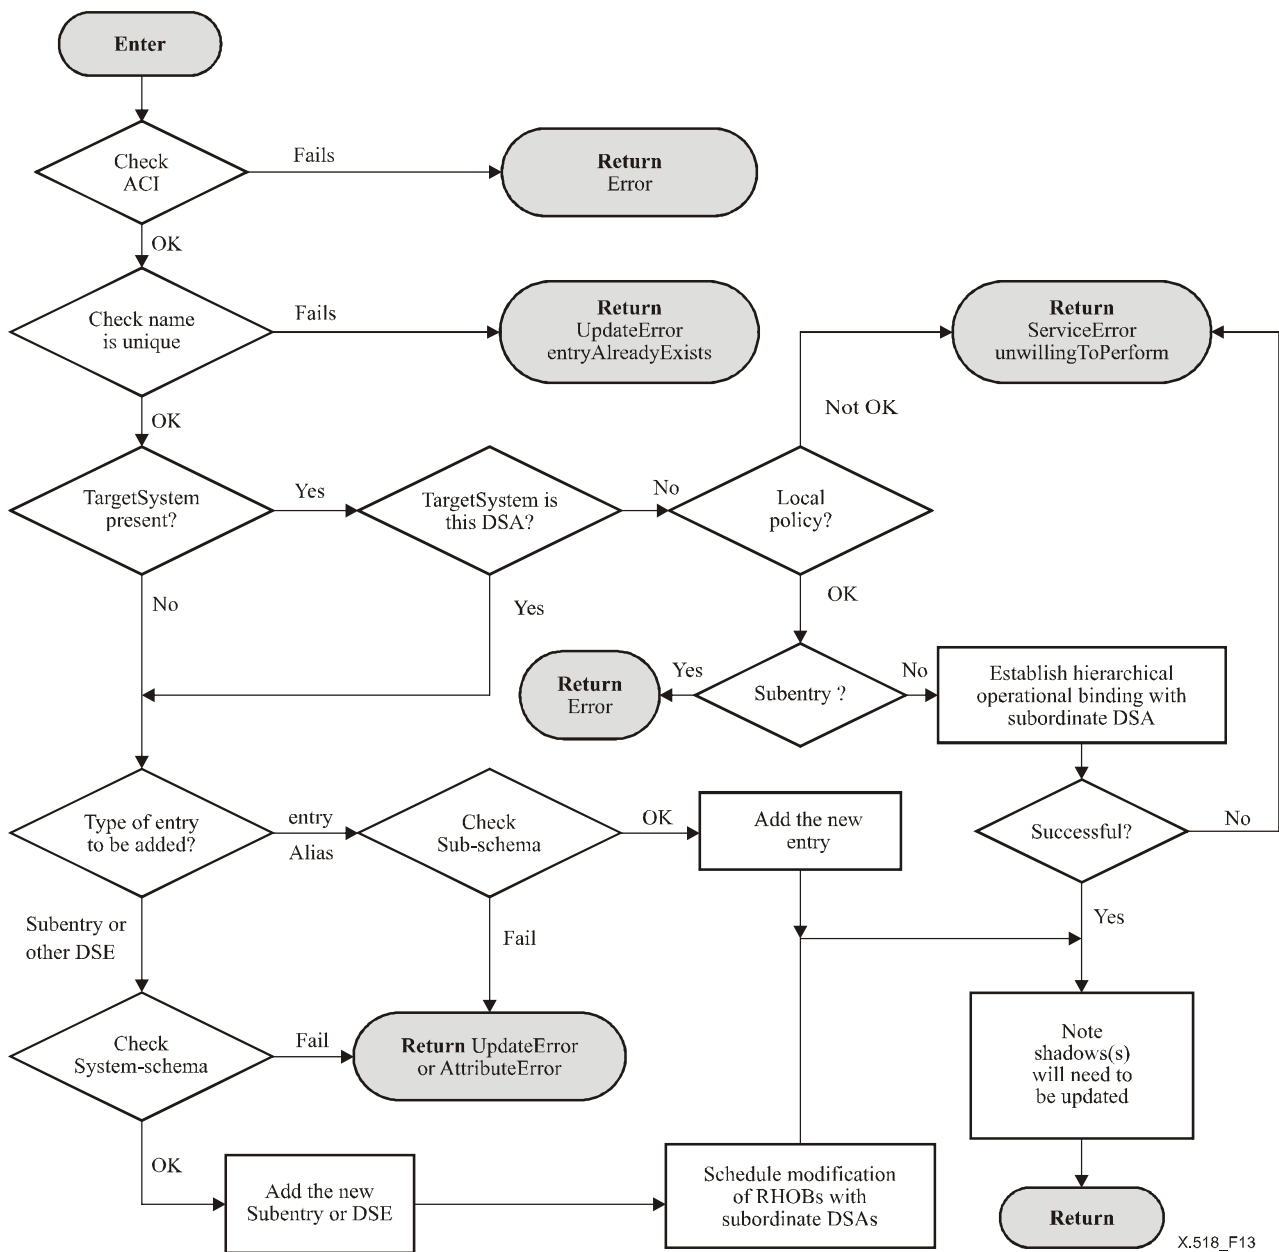 Enter
Check
ACI
Fails
Return
Error
OK
Check name
is unique
Fails
Return
UpdateError
entryAlreadyExists
Return
ServiceError
unwillingToPerform
OK
Not OK
TargetSystem
present?
Yes
TargetSystem is
this DSA?
No
Local
policy?
No
Yes
OK
Return
Error
Yes
Subentry ?
No
Establish hierarchical
operational binding with
subordinate DSA
Type of entry
to be added?
entry
Alias
Check
Sub-schema
OK
Add the new
entry
Successful?
No
Subentry or
other DSE
Fail
Yes
Check
System-schema
Fail
Return UpdateError
or AttributeError
Note
shadows(s)
will need to
be updated
OK
Add the new
Subentry or DSE
Schedule modification
of RHOBs with
subordinate DSAs
Return
X.518_F13